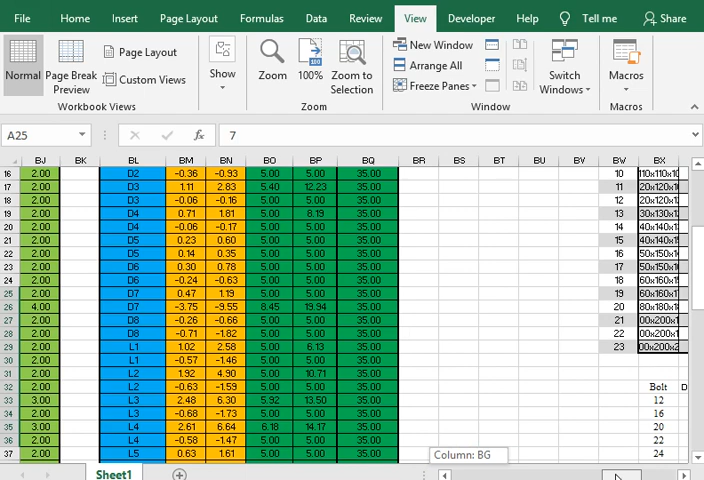 File Home Insert Page Layout Formulas Data Review View Developer Help Tell me Share
Normal Page Break Preview Page Layout Custom Views Show Zoom 100% Zoom to Selection New Window Arrange All Freeze Panes Switch Windows Macros
Workbook Views Zoom Window Macros
A25 fx 7
BJ BK BL BM BN BO BP BQ BR BS BT BU BV BW BX
16 2.00 D2 -0.36 -0.93 5.00 5.00 35.00 10 110x110x10
17 2.00 D3 1.11 2.83 5.40 12.23 35.00 11 20x120x1
18 2.00 D3 -0.06 -0.16 5.00 5.00 35.00 12 20x120x1
19 2.00 D4 0.71 1.81 5.00 8.19 35.00 13 30x130x1
20 2.00 D4 -0.06 -0.17 5.00 5.00 35.00 14 40x140x1
21 2.00 D5 0.23 0.60 5.00 5.00 35.00 15 40x140x1
22 2.00 D5 0.14 0.35 5.00 5.00 35.00 16 50x150x1
23 2.00 D6 0.30 0.78 5.00 5.00 35.00 17 50x150x1
24 2.00 D6 -0.24 -0.63 5.00 5.00 35.00 18 60x160x1
25 2.00 D7 0.47 1.19 5.00 5.00 35.00 19 60x160x1
26 4.00 D7 -3.75 -9.55 8.45 19.94 35.00 20 80x180x1
27 2.00 D8 -0.26 -0.66 5.00 5.00 35.00 21 00x200x1
28 2.00 D8 -0.71 -1.82 5.00 5.00 35.00 22 00x200x1
29 2.00 L1 1.02 2.58 5.00 6.13 35.00 23 00x200x2
30 2.00 L1 -0.57 -1.46 5.00 5.00 35.00
31 2.00 L2 1.92 4.90 5.00 10.71 35.00
32 2.00 L2 -0.63 -1.59 5.00 5.00 35.00 Bolt D
33 3.00 L3 2.48 6.30 5.92 13.50 35.00 12
34 2.00 L3 -0.68 -1.73 5.00 5.00 35.00 16
35 3.00 L4 2.61 6.64 6.18 14.17 35.00 20
36 2.00 L4 -0.58 -1.47 5.00 5.00 35.00 22
37 2.00 L5 0.63 1.61 5.00 5.00 35.00 24
Column: BG
Sheet1